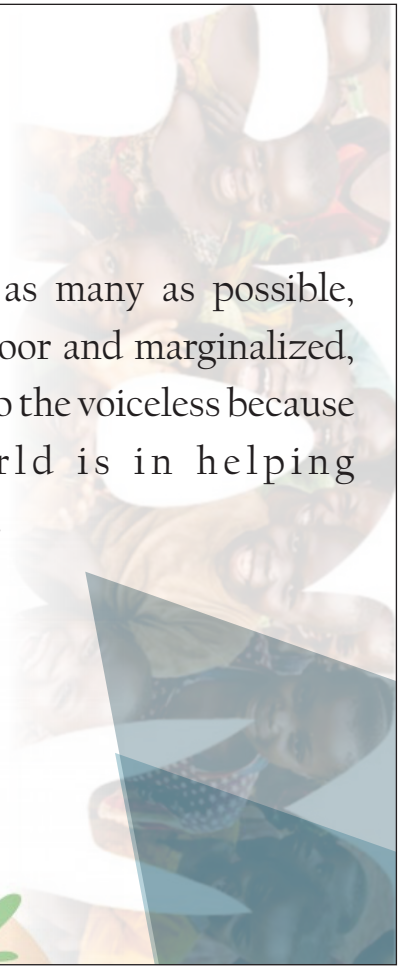 as many as possible,
oor and marginalized,
o the voiceless because
rld is in helping